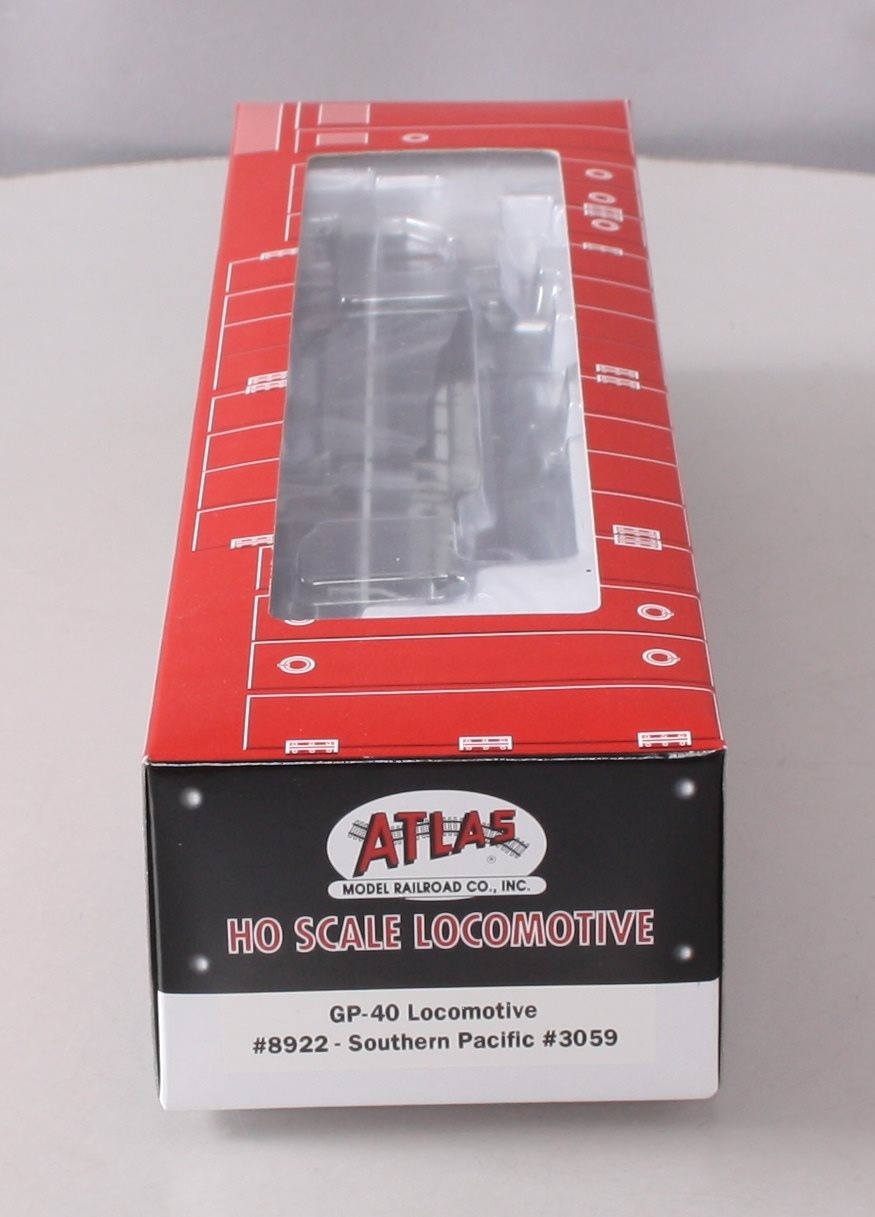 ATLAS
®
MODEL RAILROAD CO., INC.
HO SCALE LOCOMOTIVE
GP-40 Locomotive
#8922 - Southern Pacific #3059